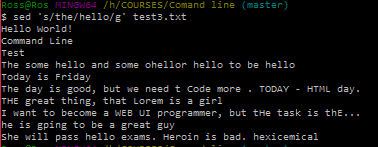 Ross@Ros MINGW64 /h/COURSES/Comand line (master)
$ sed 's/the/hello/g' test3.txt
Hello World!
Command Line
Test
The some hello and some ohellor hello to be hello
Today is Friday
The day is good, but we need t Code more . TODAY - HTML day.
THE great thing, that Lorem is a girl
I want to become a WEB UI programmer, but tHe task is thE...
he is gping to be a great guy
She will pass hello exams. Heroin is bad. hexicemical